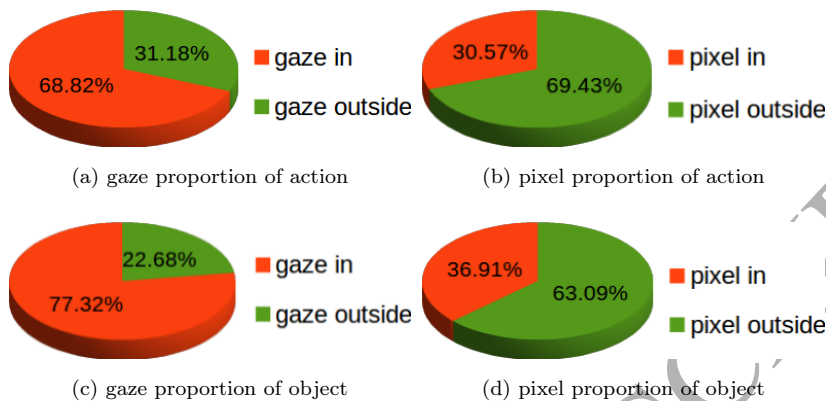 31.18%
68.82%
gaze in
gaze outside
(a) gaze proportion of action
30.57%
69.43%
pixel in
pixel outside
(b) pixel proportion of action
22.68%
77.32%
gaze in
gaze outside
(c) gaze proportion of object
36.91%
63.09%
pixel in
pixel outside
(d) pixel proportion of object